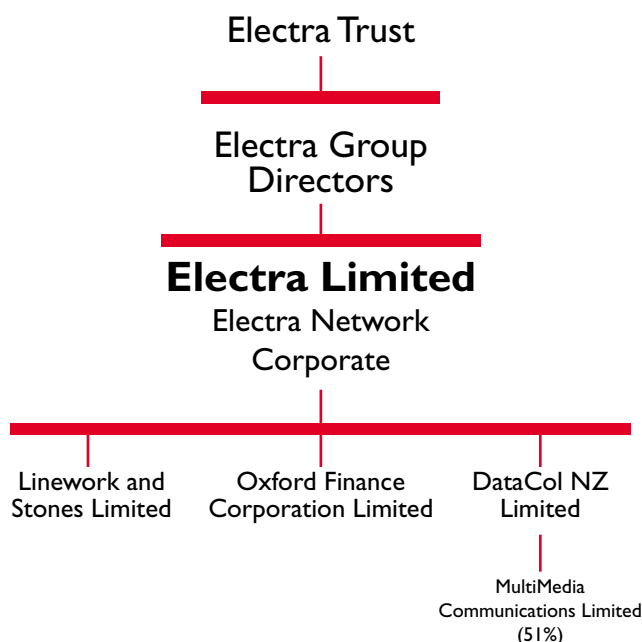 Electra Trust
Electra Group
Directors
Electra Limited
Electra Network
Corporate
Linework and
Stones Limited
Oxford Finance
Corporation Limited
DataCol NZ
Limited
MultiMedia
Communications Limited
(51%)